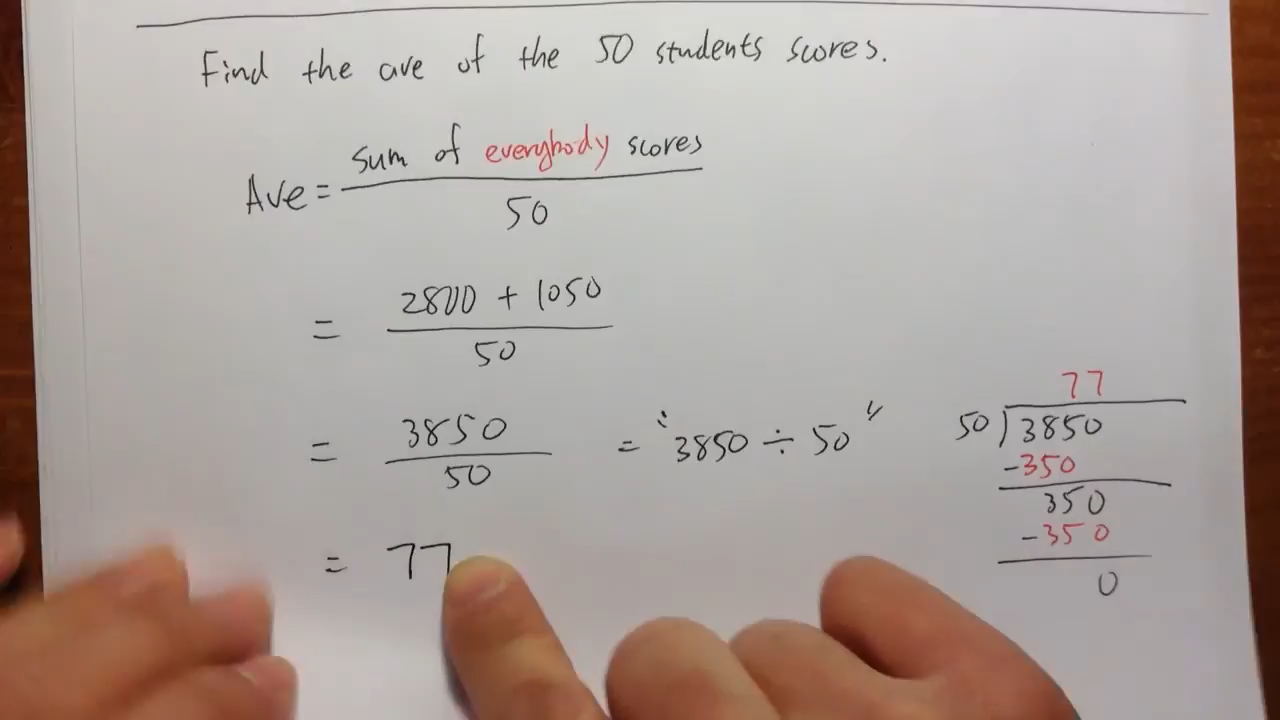 Find the ave of the 50 students scores.
sum of everybody scores
Ave =
50
2800 + 1050
=
50
3850
= = "3850 ÷ 50"
50
= 77
77
50)3850
-350
350
-350
0